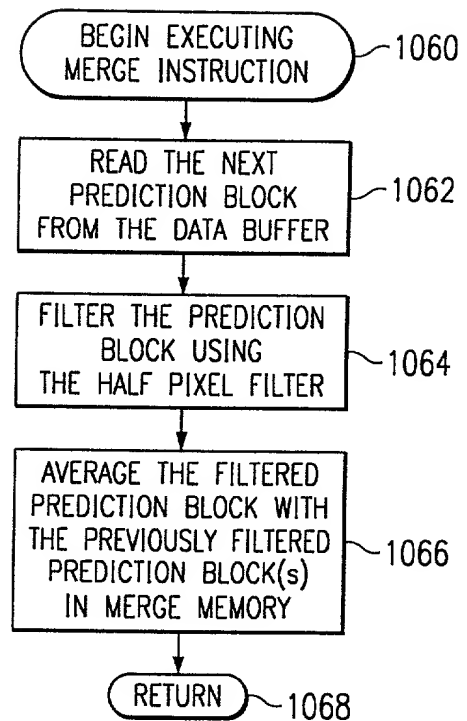 BEGIN EXECUTING
MERGE INSTRUCTION
1060
READ THE NEXT
PREDICTION BLOCK
FROM THE DATA BUFFER
1062
FILTER THE PREDICTION
BLOCK USING
THE HALF PIXEL FILTER
1064
AVERAGE THE FILTERED
PREDICTION BLOCK WITH
THE PREVIOUSLY FILTERED
PREDICTION BLOCK(s)
IN MERGE MEMORY
1066
RETURN
1068